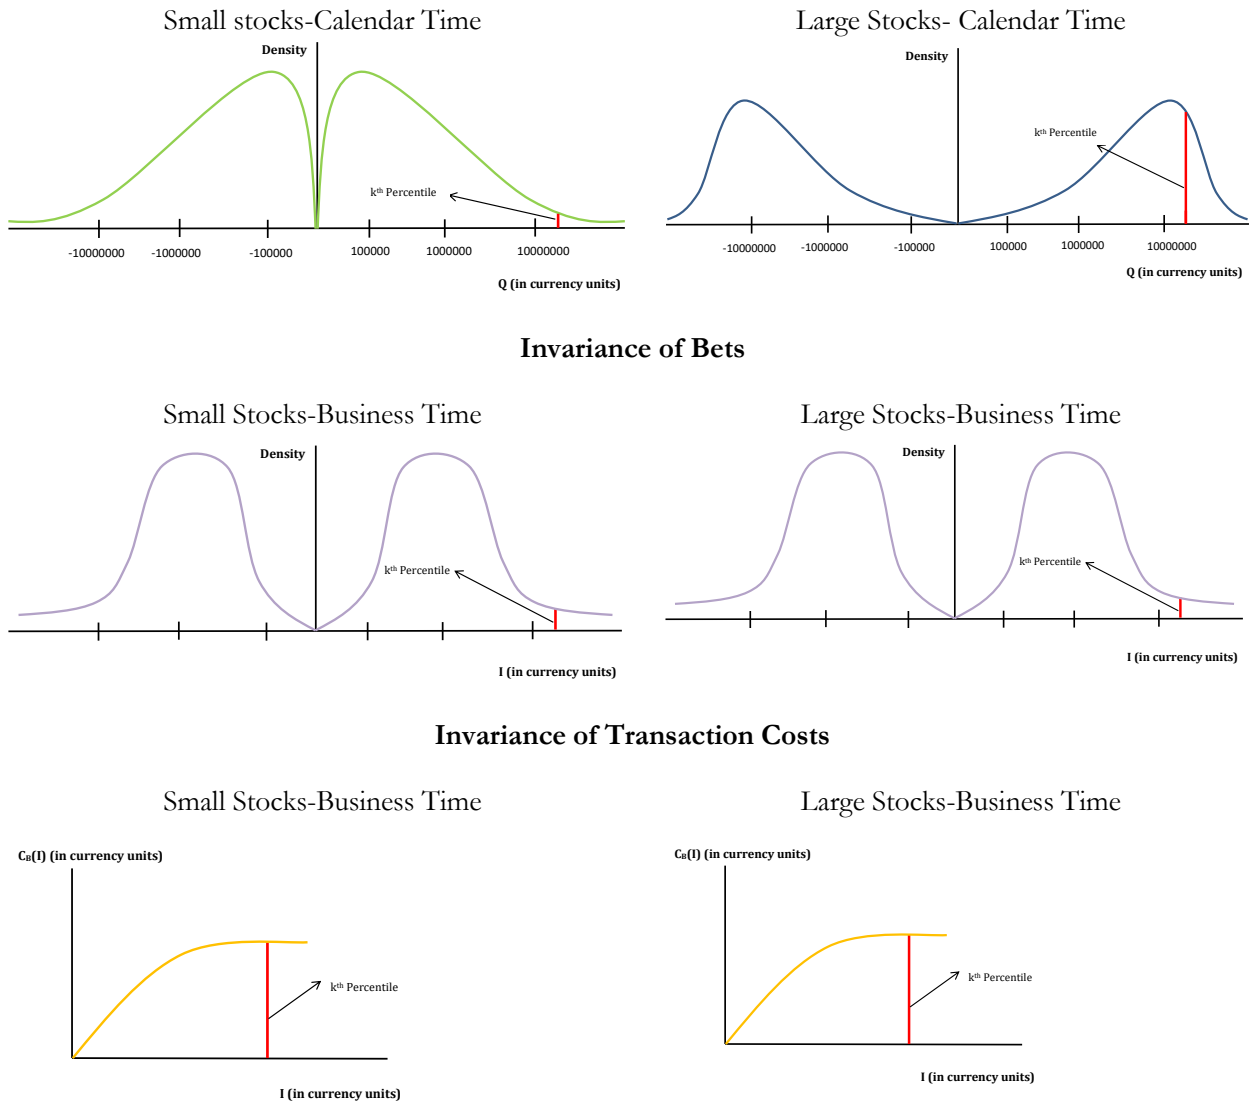 Small stocks-Calendar Time
Large Stocks- Calendar Time
Density
Density
kth Percentile
kth Percentile
-10000000 -1000000 -100000 100000 1000000 10000000
-10000000 -1000000 -100000 100000 1000000 10000000
Q (in currency units)
Q (in currency units)
Invariance of Bets
Small Stocks-Business Time
Large Stocks-Business Time
Density
Density
kth Percentile
kth Percentile
I (in currency units)
I (in currency units)
Invariance of Transaction Costs
Small Stocks-Business Time
Large Stocks-Business Time
CB(I) (in currency units)
CB(I) (in currency units)
kth Percentile
kth Percentile
I (in currency units)
I (in currency units)